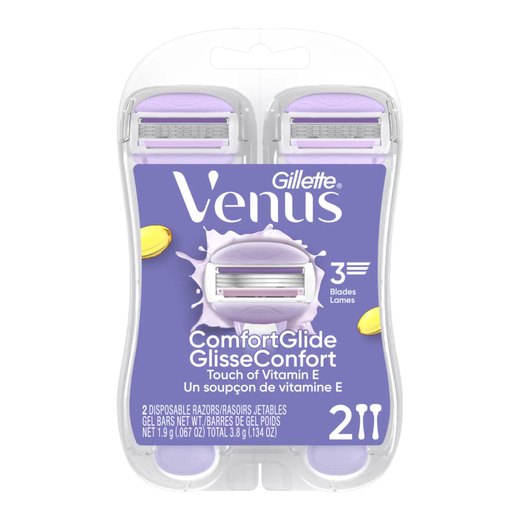 Gillette®
Venus
3
Blades
Lames
ComfortGlide
GlisseConfort
Touch of Vitamin E
Un soupçon de vitamine E
2 DISPOSABLE RAZORS/RASOIRS JETABLES
GEL BARS NET WT./BARRES DE GEL POIDS
NET 1.9 g (.067 OZ) TOTAL 3.8 g (.134 OZ)
2